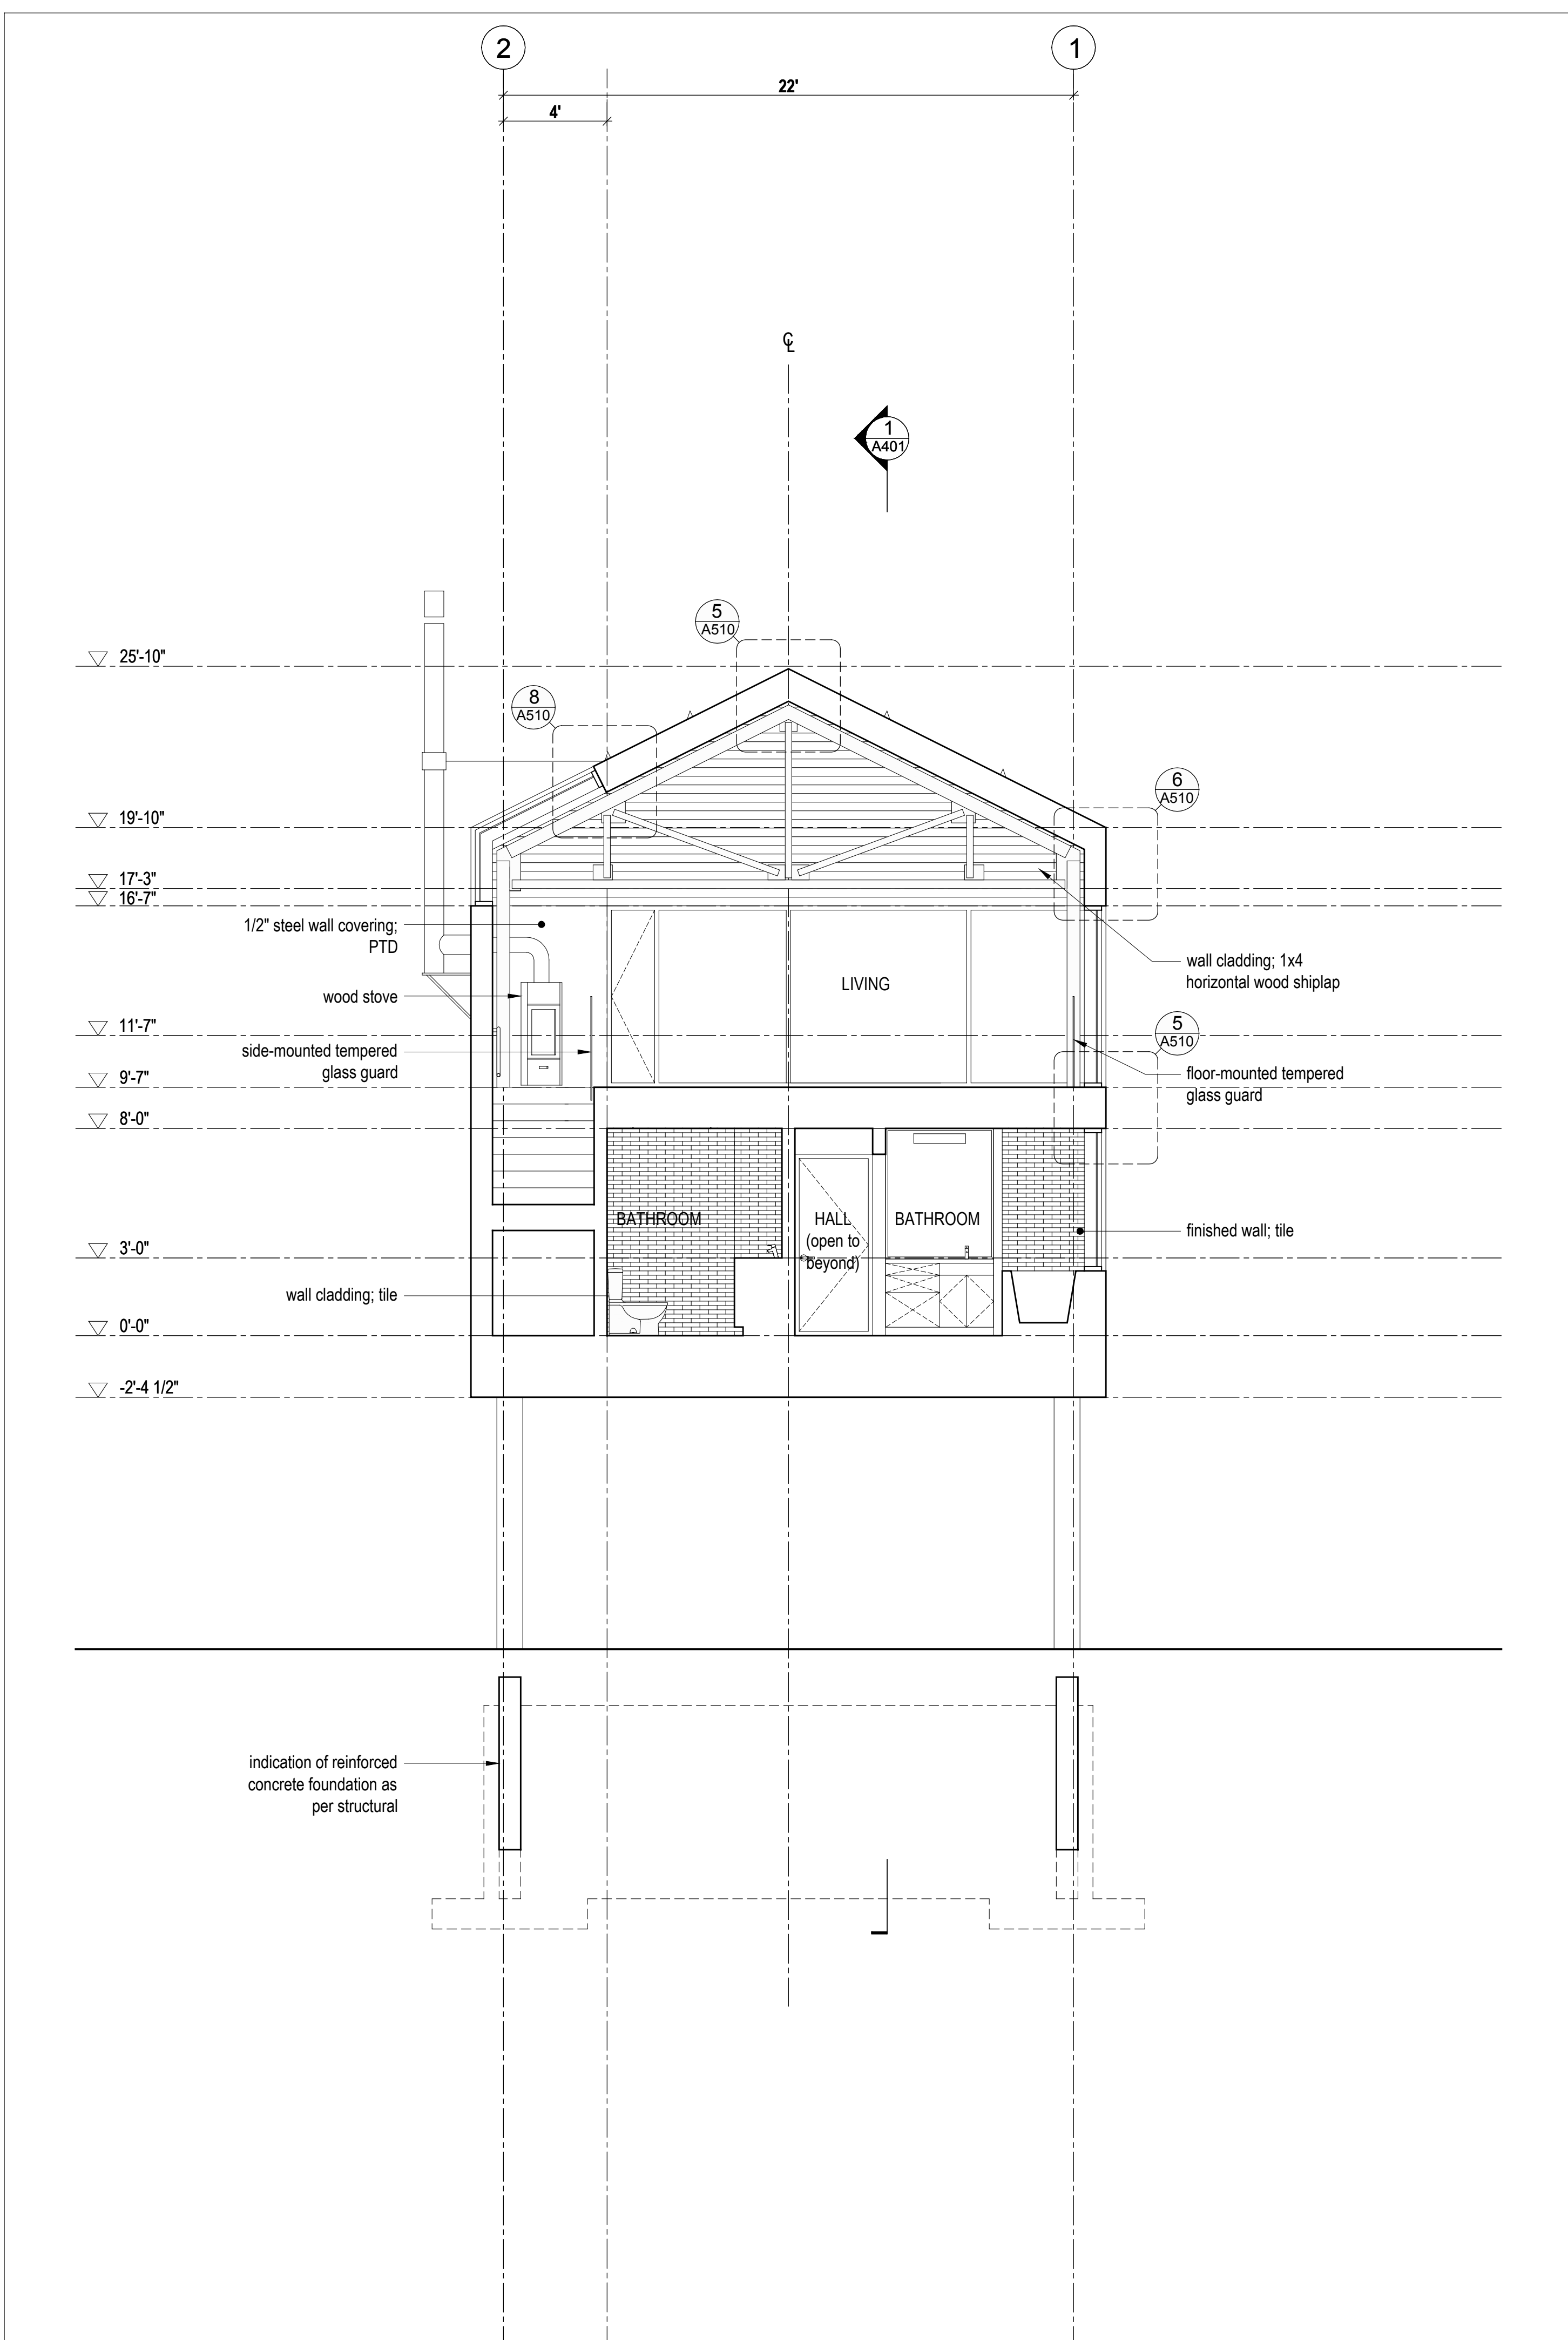 2
1
22'
4'
℄
1
A401
5
A510
25'-10"
8
A510
6
A510
19'-10"
17'-3"
16'-7"
1/2" steel wall covering;
PTD
wall cladding; 1x4
horizontal wood shiplap
LIVING
wood stove
5
A510
11'-7"
side-mounted tempered
glass guard
floor-mounted tempered
glass guard
9'-7"
8'-0"
BATHROOM
HALL
(open to
beyond)
BATHROOM
finished wall; tile
3'-0"
wall cladding; tile
0'-0"
-2'-4 1/2"
indication of reinforced
concrete foundation as
per structural